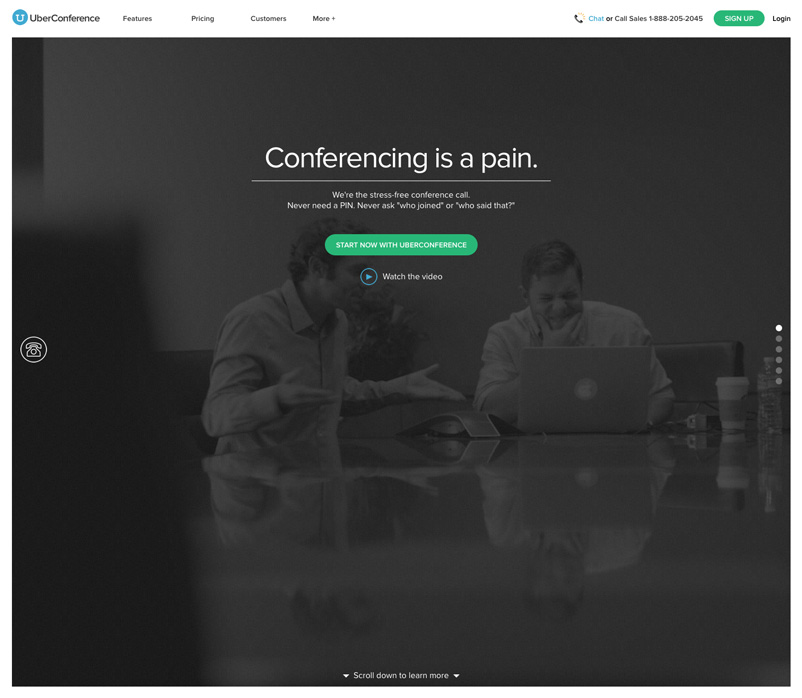 UberConference
Features
Pricing
Customers
More +
Chat or Call Sales 1-888-205-2045
SIGN UP
Login
Conferencing is a pain.
We're the stress-free conference call.
Never need a PIN. Never ask "who joined" or "who said that?"
START NOW WITH UBERCONFERENCE
Watch the video
Scroll down to learn more